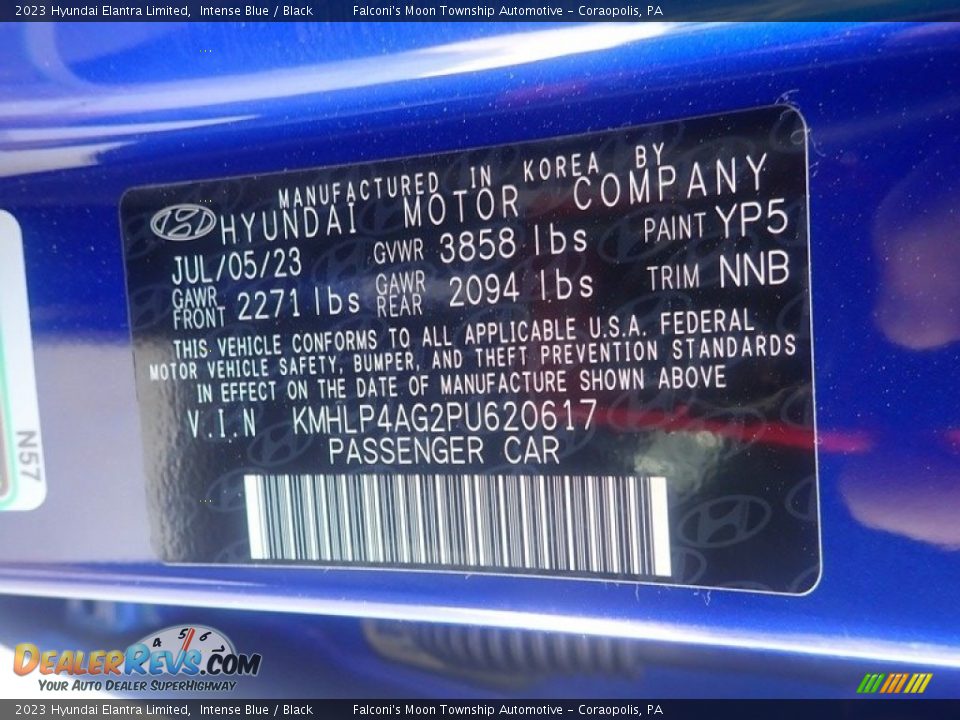 2023 Hyundai Elantra Limited, Intense Blue / Black Falconi's Moon Township Automotive – Coraopolis, PA
MANUFACTURED IN KOREA BY
HYUNDAI MOTOR COMPANY
JUL/05/23 GVWR 3858 lbs PAINT YP5
GAWR FRONT 2271 lbs GAWR REAR 2094 lbs TRIM NNB
THIS VEHICLE CONFORMS TO ALL APPLICABLE U.S.A. FEDERAL
MOTOR VEHICLE SAFETY, BUMPER, AND THEFT PREVENTION STANDARDS
IN EFFECT ON THE DATE OF MANUFACTURE SHOWN ABOVE
V.I.N KMHLP4AG2PU620617
PASSENGER CAR
N57
4 5 6
DEALERREVS.COM
YOUR AUTO DEALER SUPERHIGHWAY
2023 Hyundai Elantra Limited, Intense Blue / Black Falconi's Moon Township Automotive – Coraopolis, PA